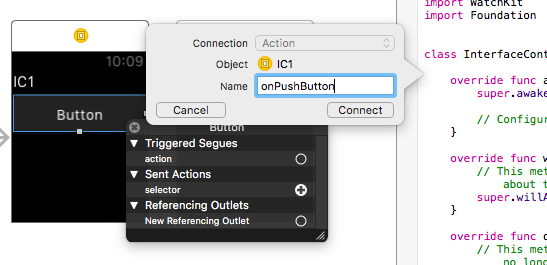 import WatchKit
import Foundation
Connection Action
Object IC1
Name onPushButton
Cancel Connect
10:09
IC1
Button
Button
Triggered Segues
action
Sent Actions
selector
Referencing Outlets
New Referencing Outlet
class InterfaceCont
override func a
super.awake
// Configur
}
override func w
// This met
about t
super.willA
}
override func d
// This met
no long